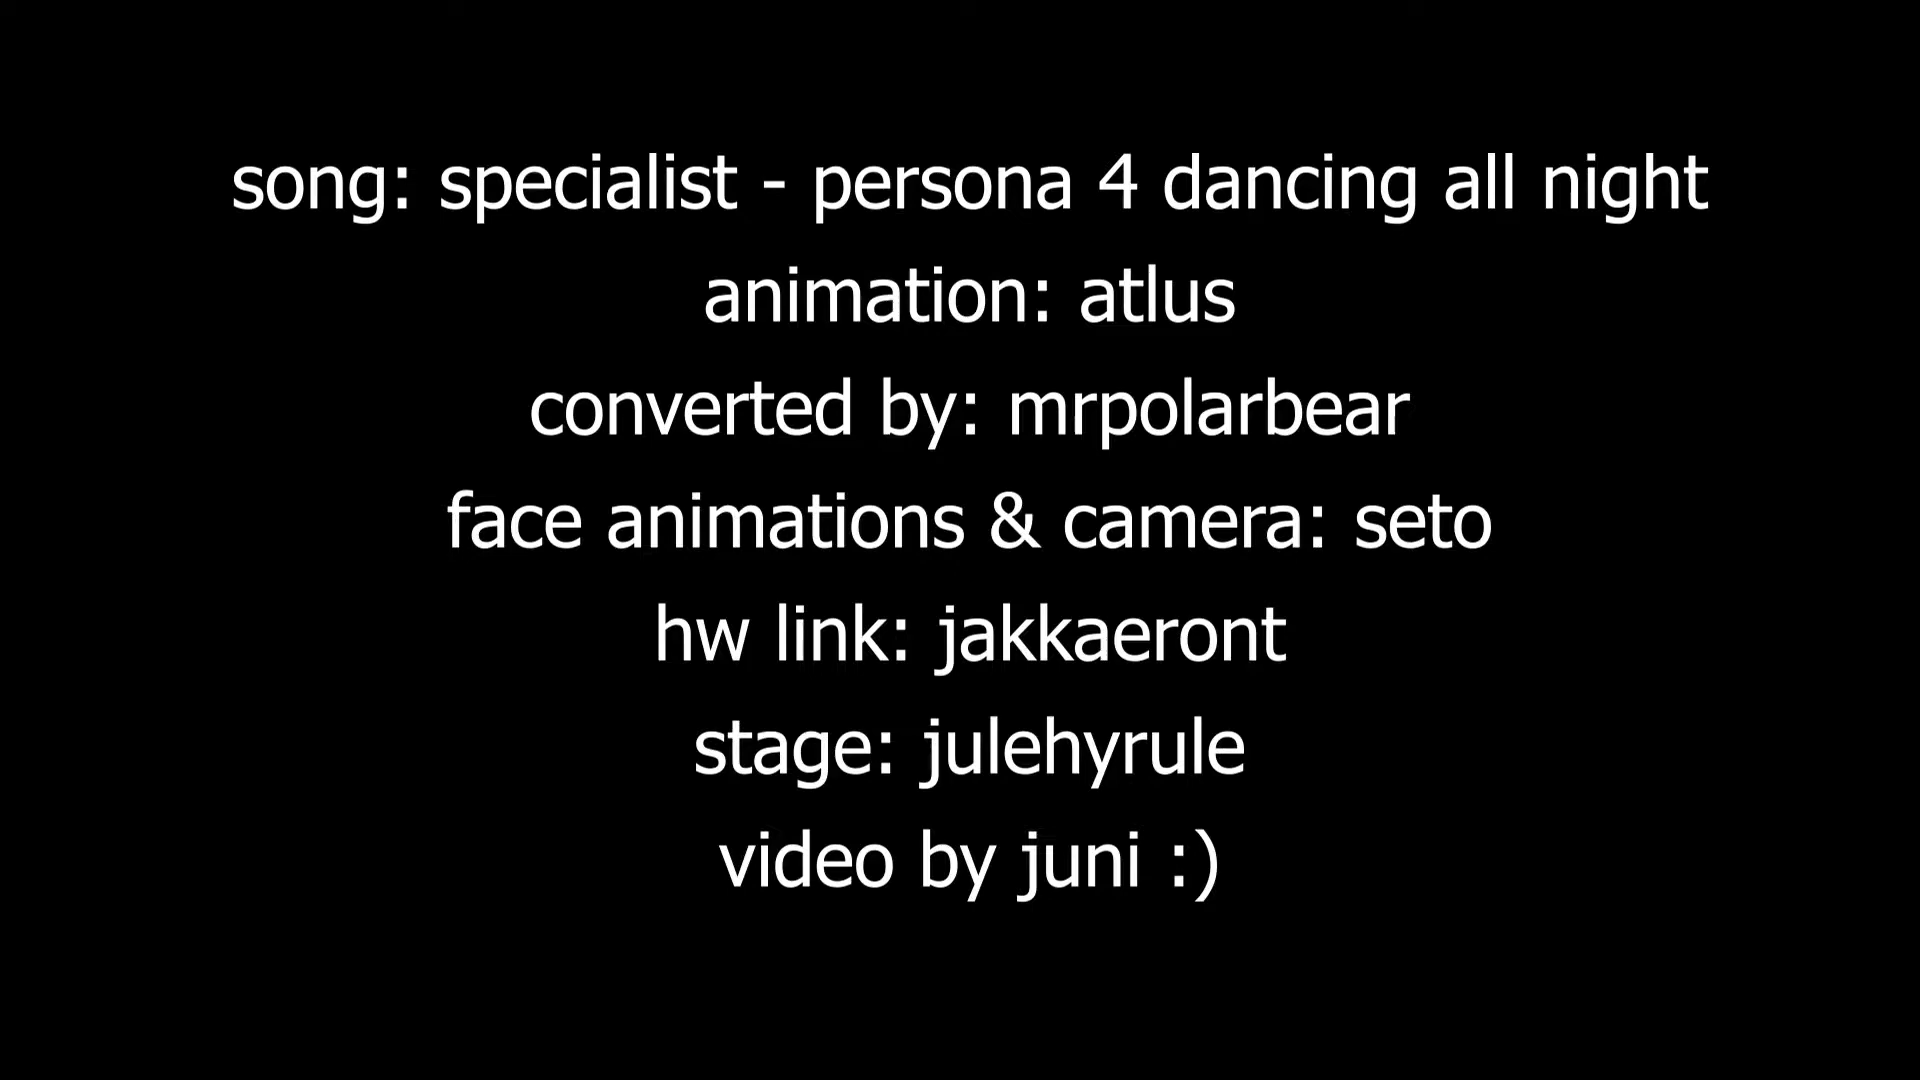 song: specialist - persona 4 dancing all night
animation: atlus
converted by: mrpolarbear
face animations & camera: seto
hw link: jakkaeront
stage: julehyrule
video by juni :)